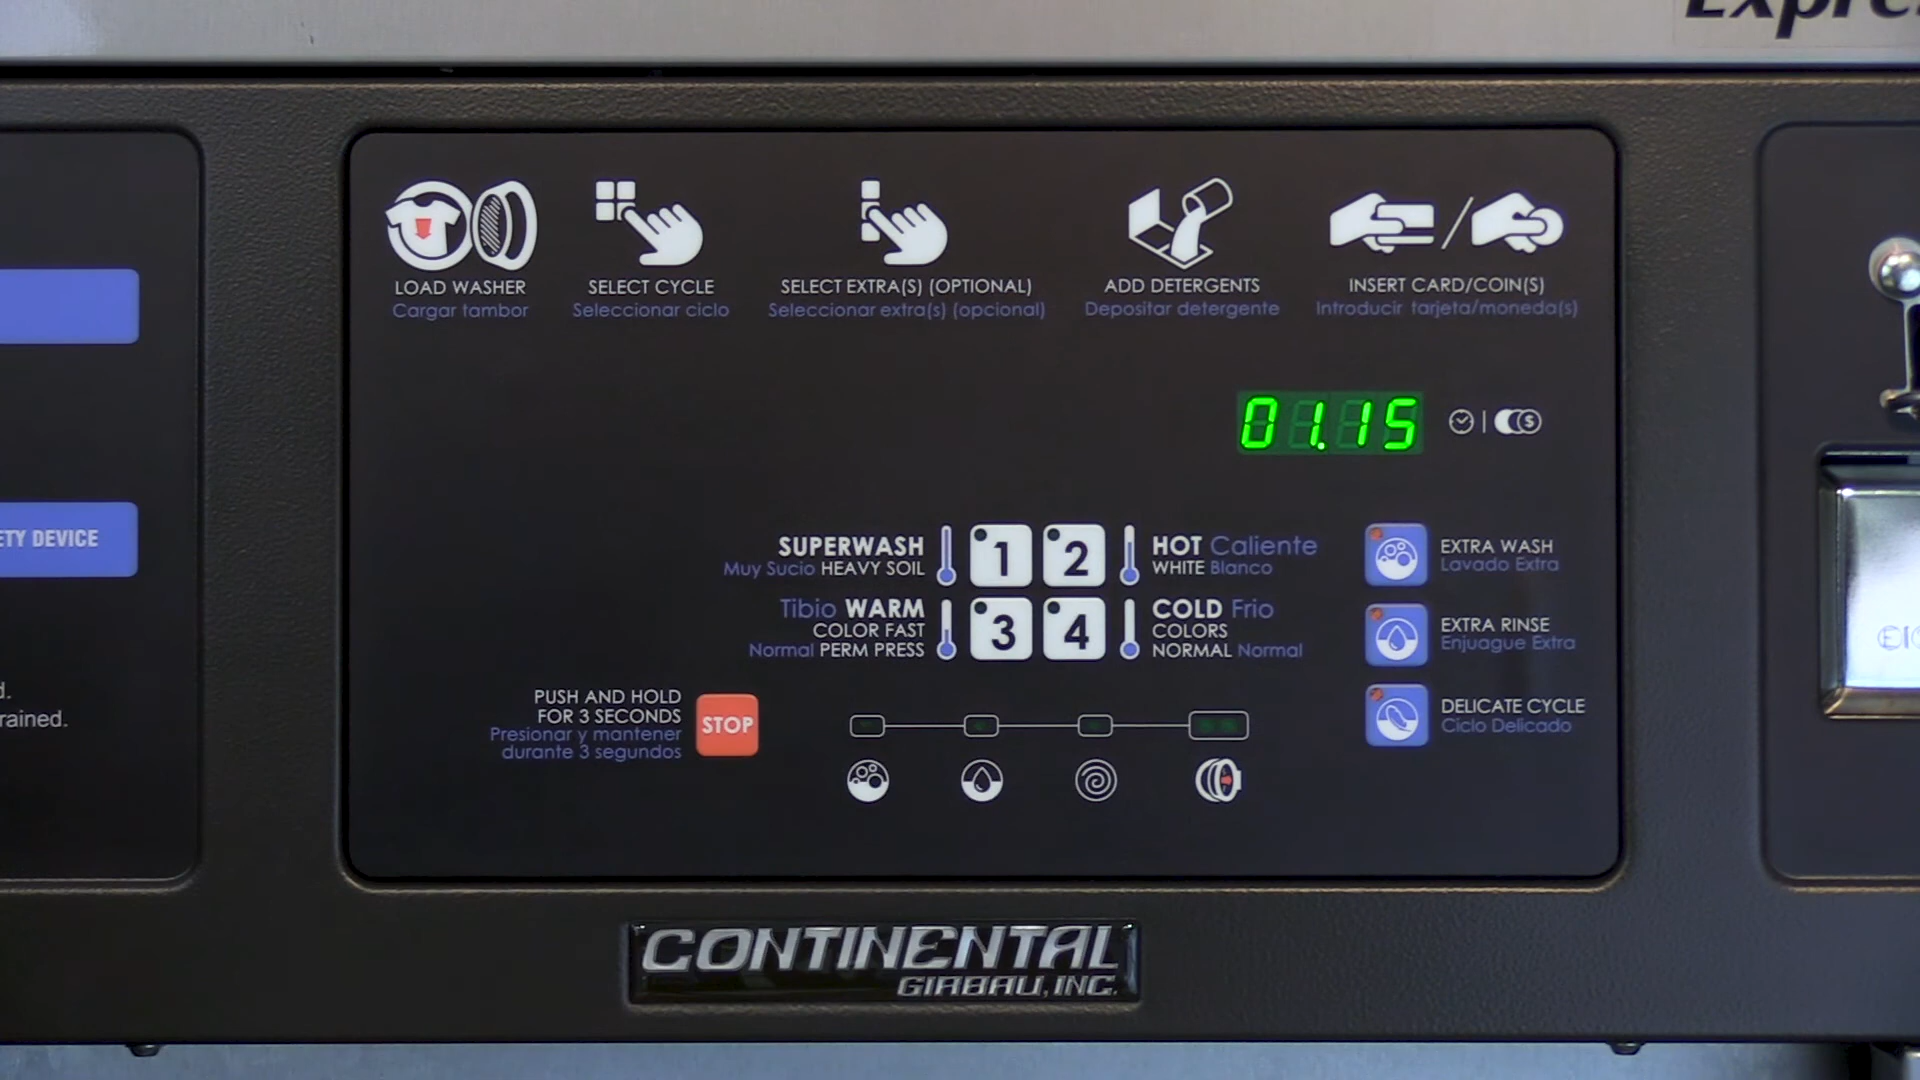 LOAD WASHER
Cargar tambor
SELECT CYCLE
Seleccionar ciclo
SELECT EXTRA(S) (OPTIONAL)
Seleccionar extra(s) (opcional)
ADD DETERGENTS
Depositar detergente
INSERT CARD/COIN(S)
Introducir tarjeta/moneda(s)
01.15
ETY DEVICE
d.
rained.
SUPERWASH
Muy Sucio HEAVY SOIL
1
2
HOT Caliente
WHITE Blanco
Tibio WARM
COLOR FAST
Normal PERM PRESS
3
4
COLD Frio
COLORS
NORMAL Normal
EXTRA WASH
Lavado Extra
EXTRA RINSE
Enjuague Extra
DELICATE CYCLE
Ciclo Delicado
PUSH AND HOLD
FOR 3 SECONDS
Presionar y mantener
durante 3 segundos
STOP
CONTINENTAL
GIRBAU, INC.